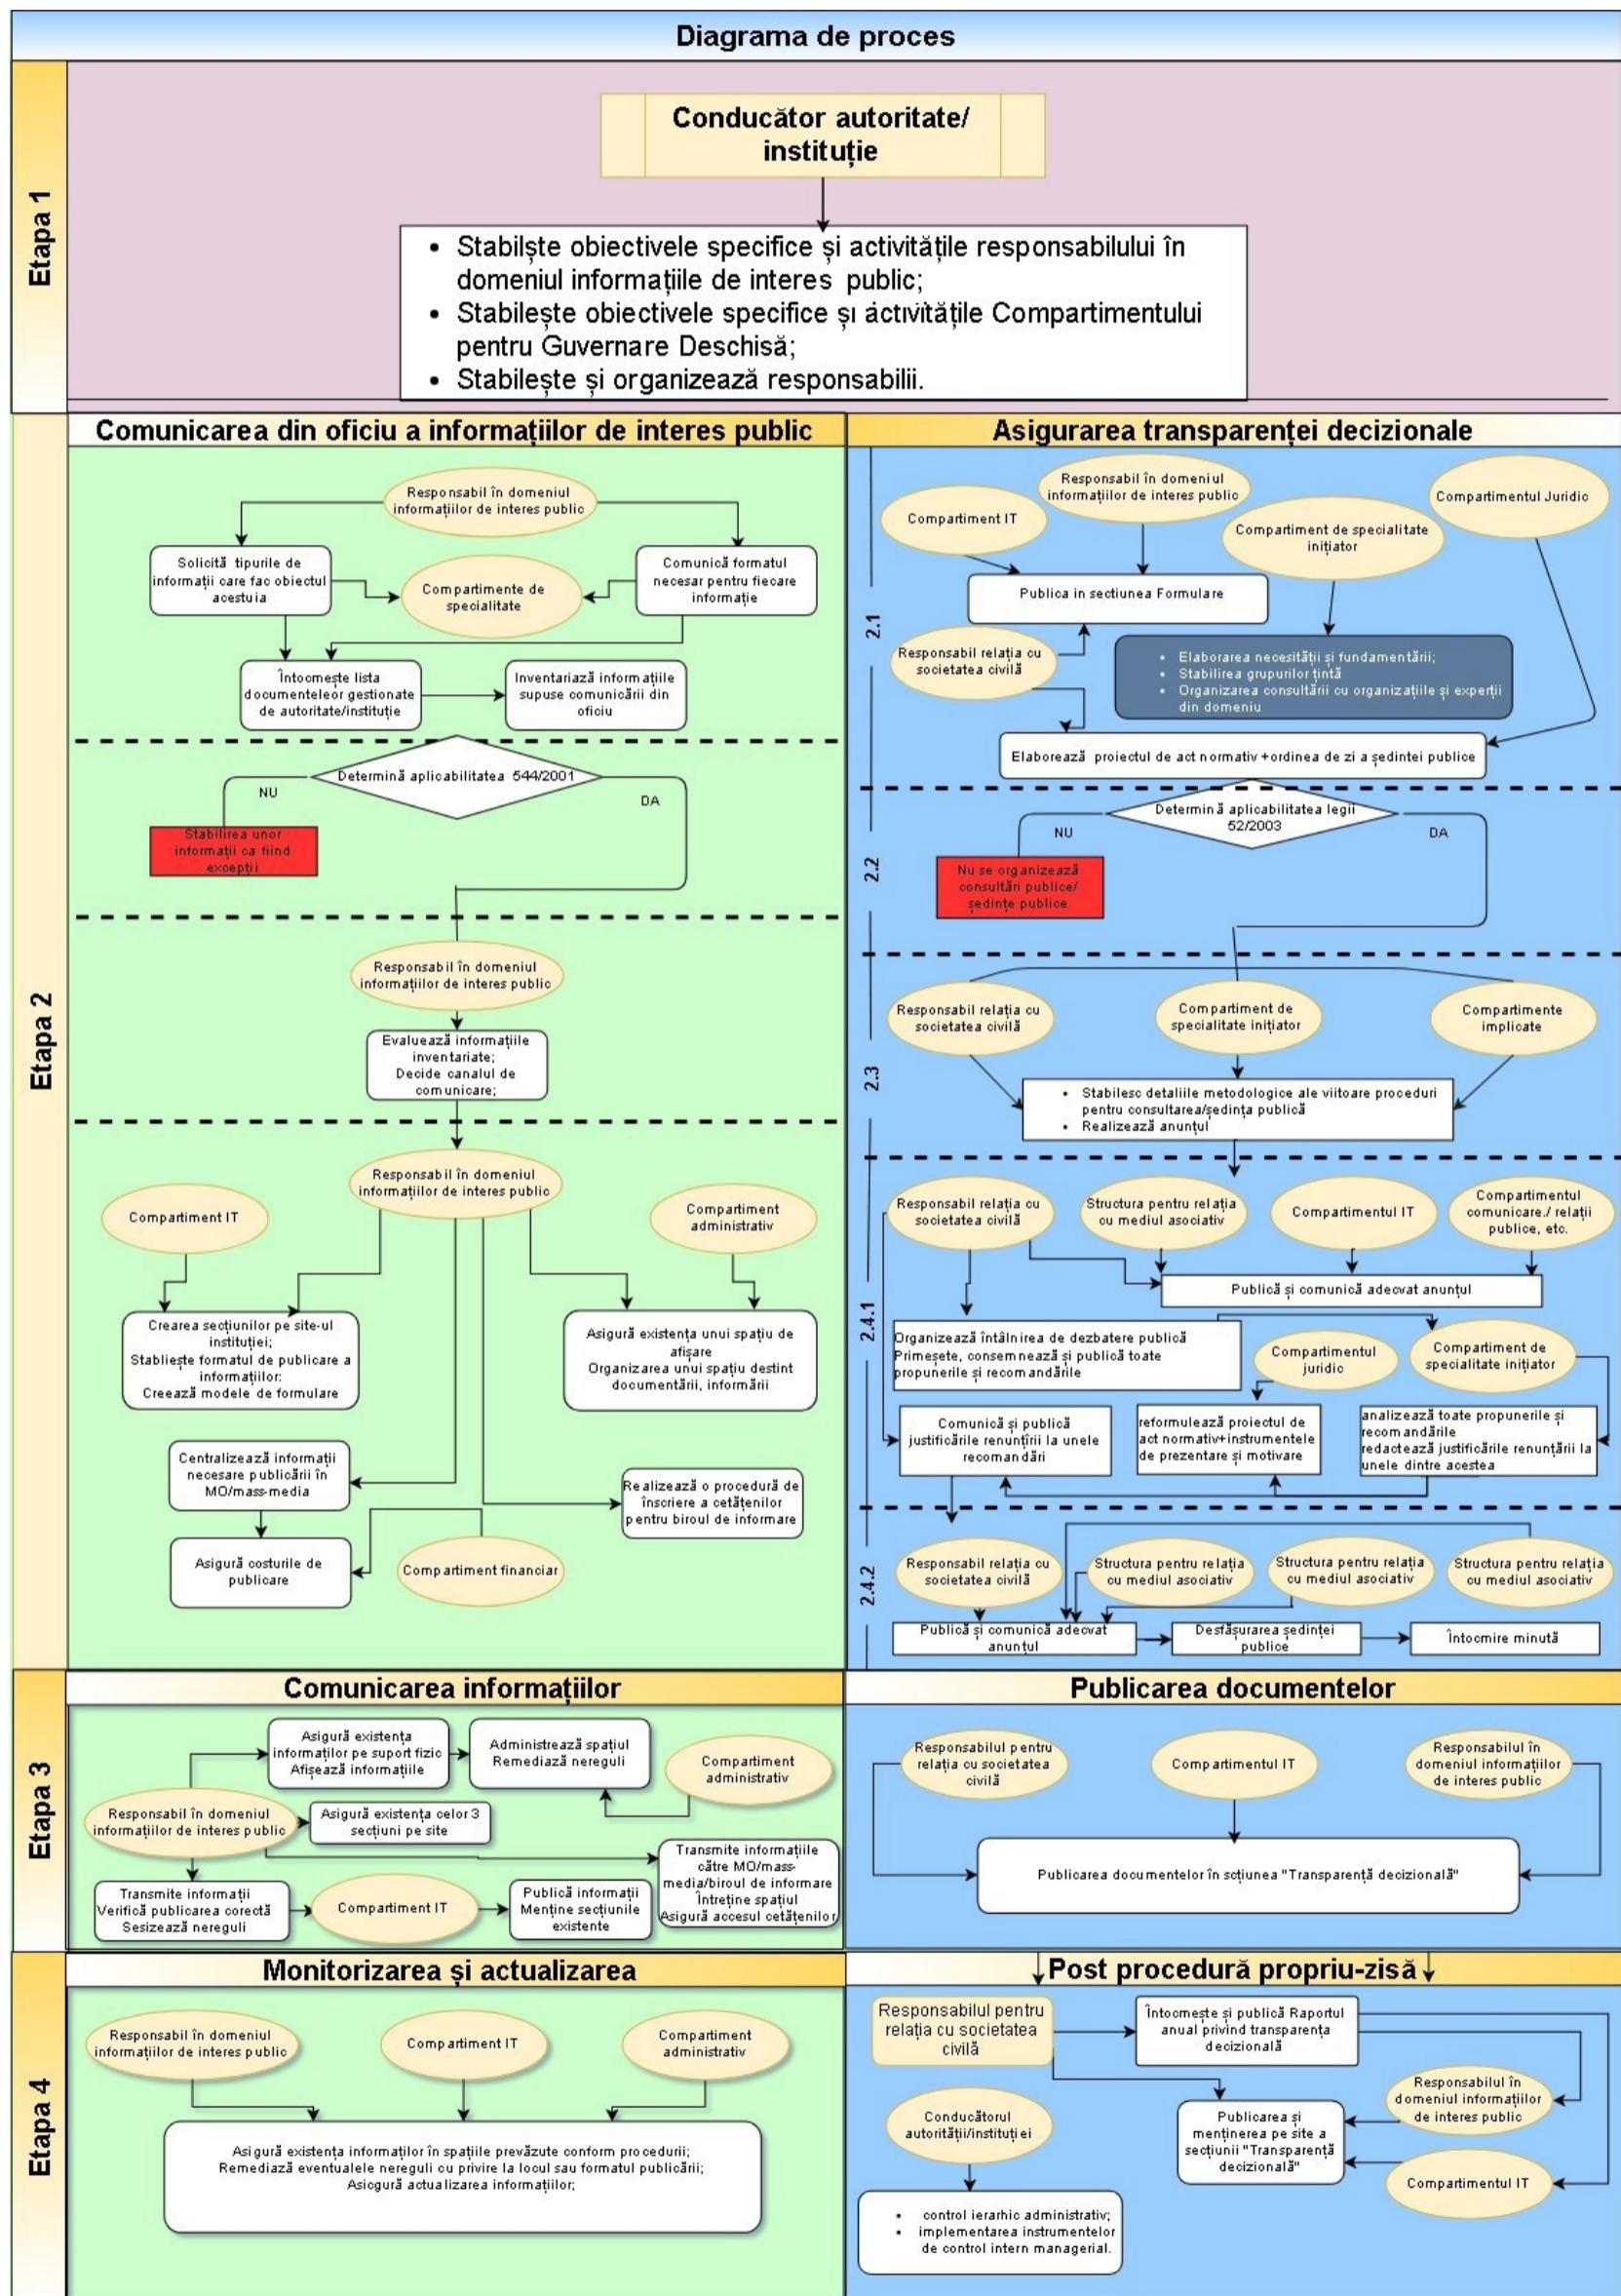 Diagrama de proces
Etapa 1
Conducător autoritate/
instituție
• Stabilște obiectivele specifice și activitățile responsabilului în
domeniul informațiile de interes public;
• Stabilește obiectivele specifice și activitățile Compartimentului
pentru Guvernare Deschisă;
• Stabilește și organizează responsabilii.
Etapa 2
Comunicarea din oficiu a informațiilor de interes public
Responsabil în domeniul
informațiilor de interes public
Solicită tipurile de
informații care fac obiectul
acestuia
Compartimente de
specialitate
Comunică formatul
necesar pentru fiecare
informație
Întocmește lista
documenteleor gestionate
de autoritate/instituție
Inventariază informațiile
supuse comunicării din
oficiu
Determină aplicabilitatea 544/2001
NU
DA
Stabilirea unor
informații ca fiind
excepții
Responsabil în domeniul
informațiilor de interes public
Evaluează informațiile
inventariate;
Decide canalul de
comunicare;
Responsabil în domeniul
informațiilor de interes public
Compartiment IT
Compartiment
administrativ
Crearea secțiunilor pe site-ul
instituției;
Stabliește formatul de publicare a
informațiilor:
Creează modele de formulare
Asigură existența unui spațiu de
afișare
Organizarea unui spațiu destint
documentării, informării
Centralizează informații
necesare publicării în
MO/mass-media
Realizează o procedură de
înscriere a cetățenilor
pentru biroul de informare
Asigură costurile de
publicare
Compartiment financiar
Asigurarea transparenței decizionale
2.1
Compartiment IT
Responsabil în domeniul
informațiilor de interes public
Compartiment de specialitate
inițiator
Compartimentul Juridic
Publica in sectiunea Formulare
Responsabil relația cu
societatea civilă
• Elaborarea necesității și fundamentării;
• Stabilirea grupurilor țintă
• Organizarea consultării cu organizațiile și experții
din domeniu
Elaborează proiectul de act normativ +ordinea de zi a ședintei publice
2.2
Determină aplicabilitatea legii
52/2003
NU
DA
Nu se organizează
consultări publice/
ședințe publice
2.3
Responsabil relația cu
societatea civilă
Compartiment de
specialitate inițiator
Compartimente
implicate
• Stabilesc detaliile metodologice ale viitoare proceduri
pentru consultarea/ședința publică
• Realizează anunțul
2.4.1
Responsabil relația cu
societatea civilă
Structura pentru relația
cu mediul asociativ
Compartimentul IT
Compartimentul
comunicare./ relații
publice, etc.
Publică și comunică adecvat anunțul
Organizează întâlnirea de dezbatere publică
Primeșete, consemnează și publică toate
propunerile și recomandările
Compartimentul
juridic
Compartiment de
specialitate inițiator
Comunică și publică
justificările renunțîrii la unele
recomandări
reformulează proiectul de
act normativ+instrumentele
de prezentare și motivare
analizează toate propunerile și
recomandările
redactează justificările renunțării la
unele dintre acestea
2.4.2
Responsabil relația cu
societatea civilă
Structura pentru relația
cu mediul asociativ
Structura pentru relația
cu mediul asociativ
Structura pentru relația
cu mediul asociativ
Publică și comunică adecvat
anunțul
Desfășurarea ședinței
publice
Întocmire minută
Etapa 3
Comunicarea informațiilor
Asigură existența
informaților pe suport fizic
Afișează informațiile
Administrează spațiul
Remediază nereguli
Compartiment
administrativ
Responsabil în domeniul
informațiilor de interes public
Asigură existența celor 3
secțiuni pe site
Transmite informațiile
către MO/mass-
media/biroul de informare
Întreține spațiul
Asigură accesul cetățenilor
Transmite informații
Verifică publicarea corectă
Sesizează nereguli
Compartiment IT
Publică informații
Menține secțiunile
existente
Publicarea documentelor
Responsabilul pentru
relația cu societatea
civilă
Compartimentul IT
Responsabilul în
domeniul informațiilor
de interes public
Publicarea documentelor în scțiunea "Transparență decizională"
Etapa 4
Monitorizarea și actualizarea
Responsabil în domeniul
informațiilor de interes public
Compartiment IT
Compartiment
administrativ
Asigură existența informaților în spațiile prevăzute conform procedurii;
Remediază eventualele nereguli cu privire la locul sau formatul publicării;
Asicgură actualizarea informațiilor;
Post procedură propriu-zisă
Responsabilul pentru
relația cu societatea
civilă
Întocmește și publică Raportul
anual privind transparența
decizională
Responsabilul în
domeniul informațiilor
de interes public
Conducătorul
autorității/instituției
Publicarea și
menținerea pe site a
secțiunii "Transparență
decizională"
Compartimentul IT
• control ierarhic administrativ;
• implementarea instrumentelor
de control intern managerial.